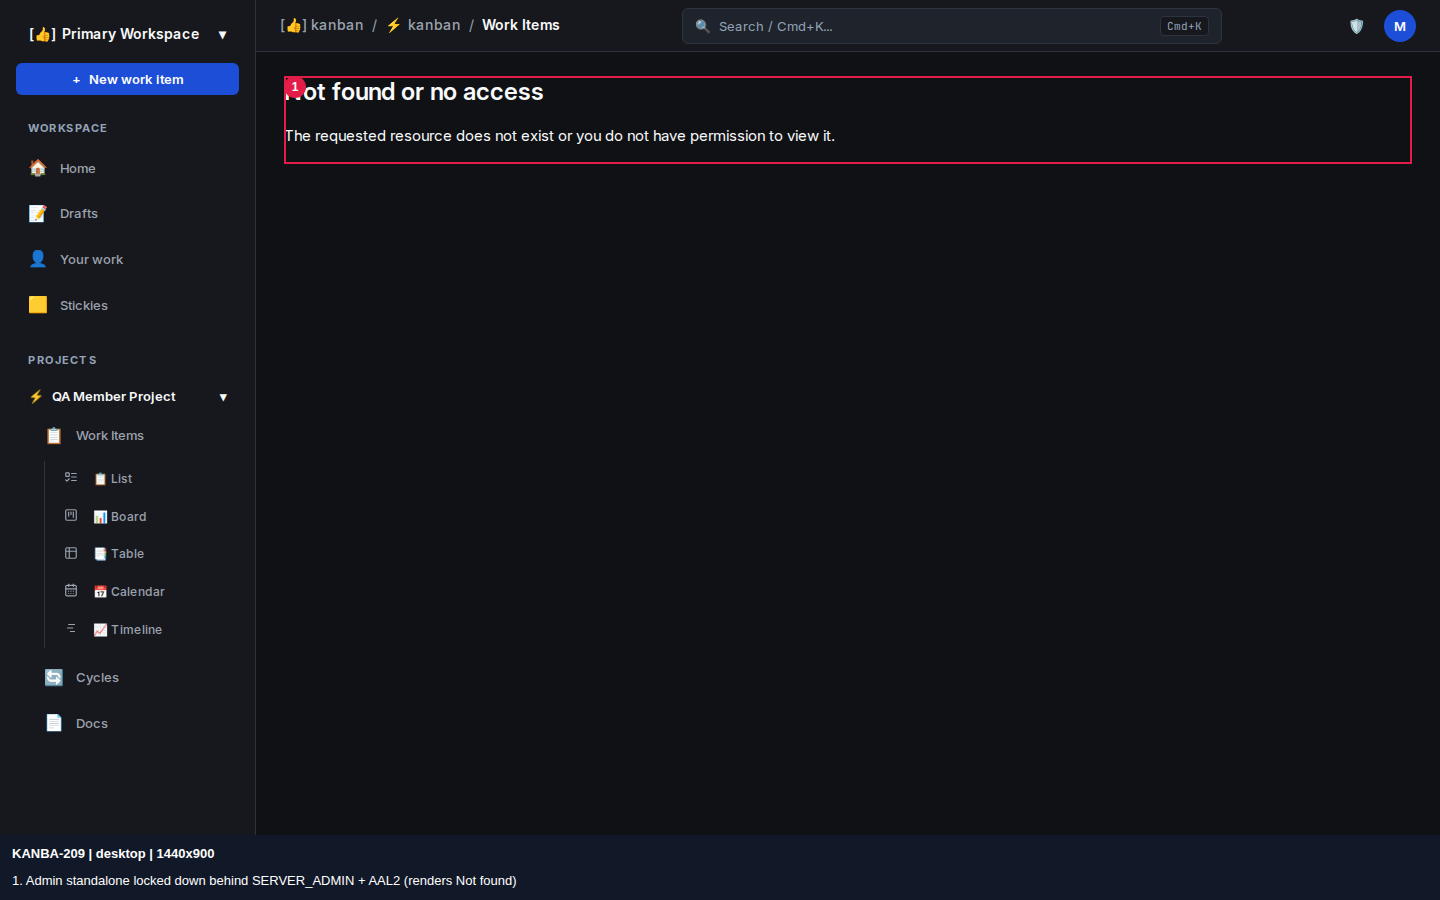 [👍] Primary Workspace ▼
+ New work item
WORKSPACE
🏠 Home
📝 Drafts
👤 Your work
🟨 Stickies
PROJECTS
⚡ QA Member Project ▼
📋 Work Items
📋 List
📊 Board
📑 Table
📅 Calendar
📈 Timeline
🔄 Cycles
📄 Docs
[👍] kanban / ⚡ kanban / Work Items
🔍 Search / Cmd+K... Cmd+K
🛡️ M
1
Not found or no access
The requested resource does not exist or you do not have permission to view it.
KANBA-209 | desktop | 1440x900
1. Admin standalone locked down behind SERVER_ADMIN + AAL2 (renders Not found)